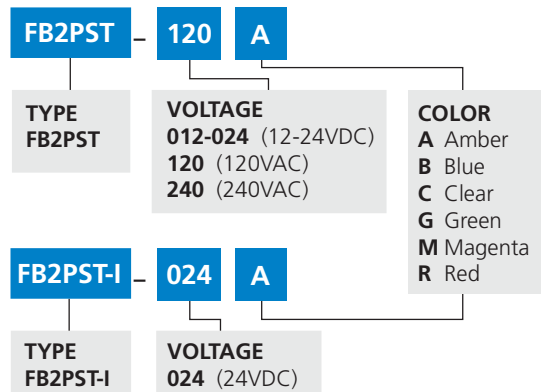 FB2PST – 120 A
TYPE
FB2PST
VOLTAGE
012-024 (12-24VDC)
120 (120VAC)
240 (240VAC)
COLOR
A Amber
B Blue
C Clear
G Green
M Magenta
R Red
FB2PST-I – 024 A
TYPE
FB2PST-I
VOLTAGE
024 (24VDC)